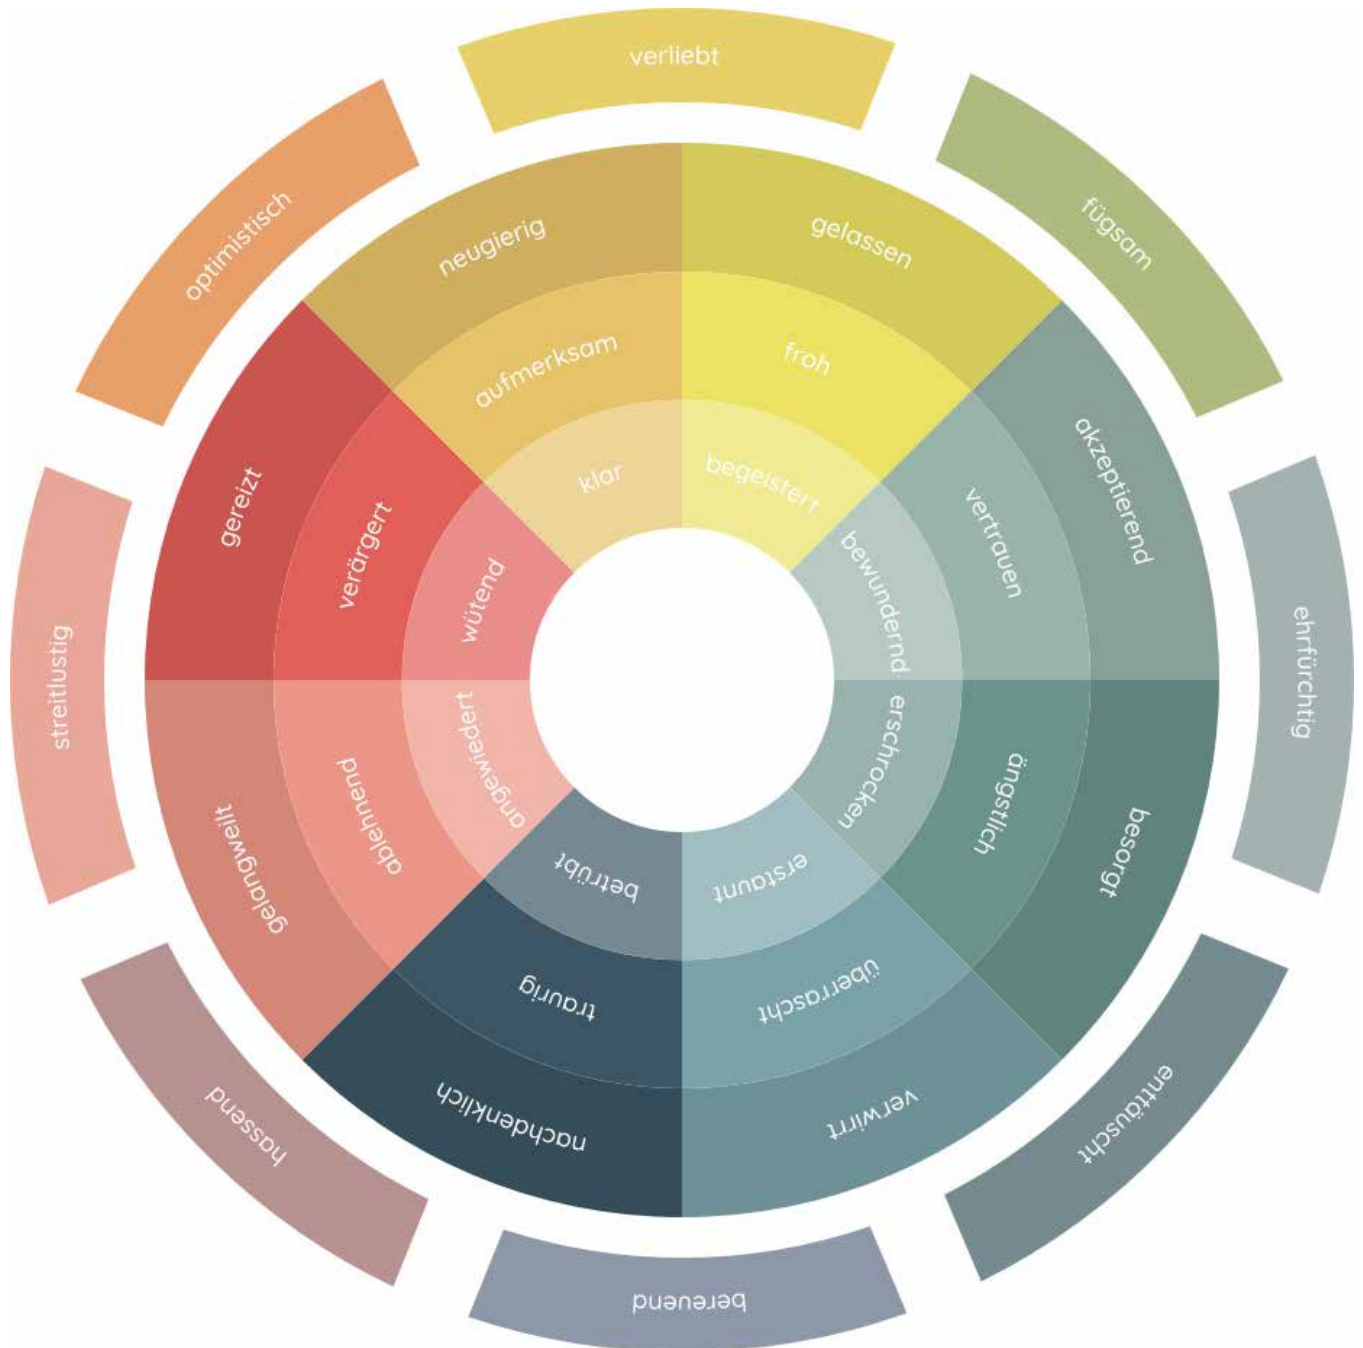 verliebt
fügsam
ehrfürchtig
enttäuscht
bereuend
hassend
streitlustig
optimistisch
neugierig
gelassen
akzeptierend
besorgt
verwirrt
nachdenklich
gelangweilt
gereizt
aufmerksam
froh
vertrauen
ängstlich
überrascht
traurig
ablehnend
verärgert
klar
begeistert
bewundernd
erschrocken
erstaunt
betrübt
angewiedert
wütend